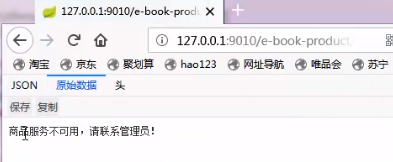 127.0.0.1:9010/e-book-produc
127.0.0.1:9010/e-book-product
淘宝 京东 聚划算 hao123 网址导航 唯品会 苏宁
JSON 原始数据 头
保存 复制
商品服务不可用，请联系管理员！